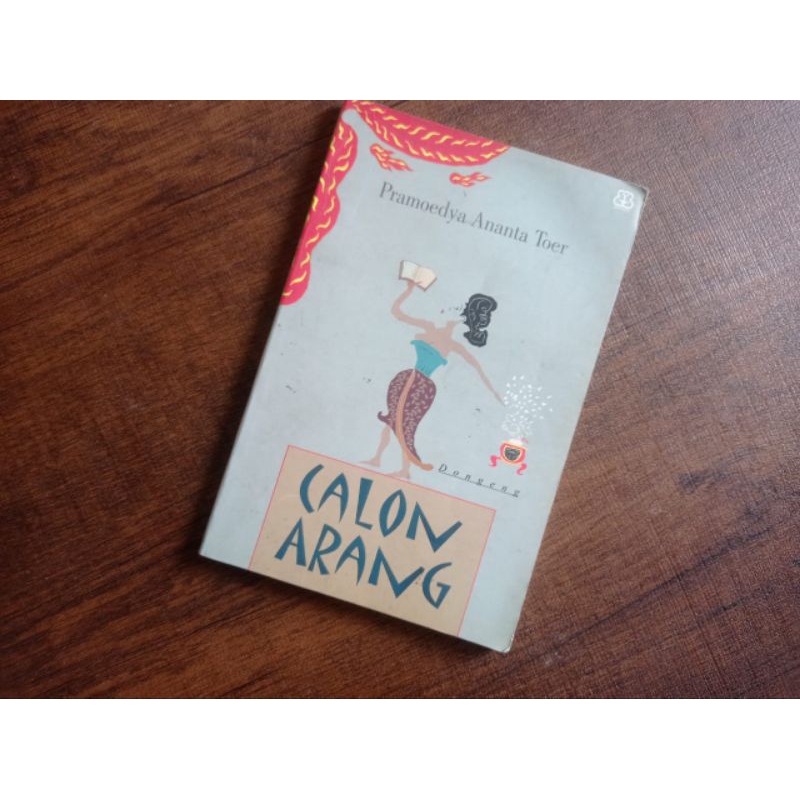 Pramoedya Ananta Toer
Dongeng
CALON
ARANG